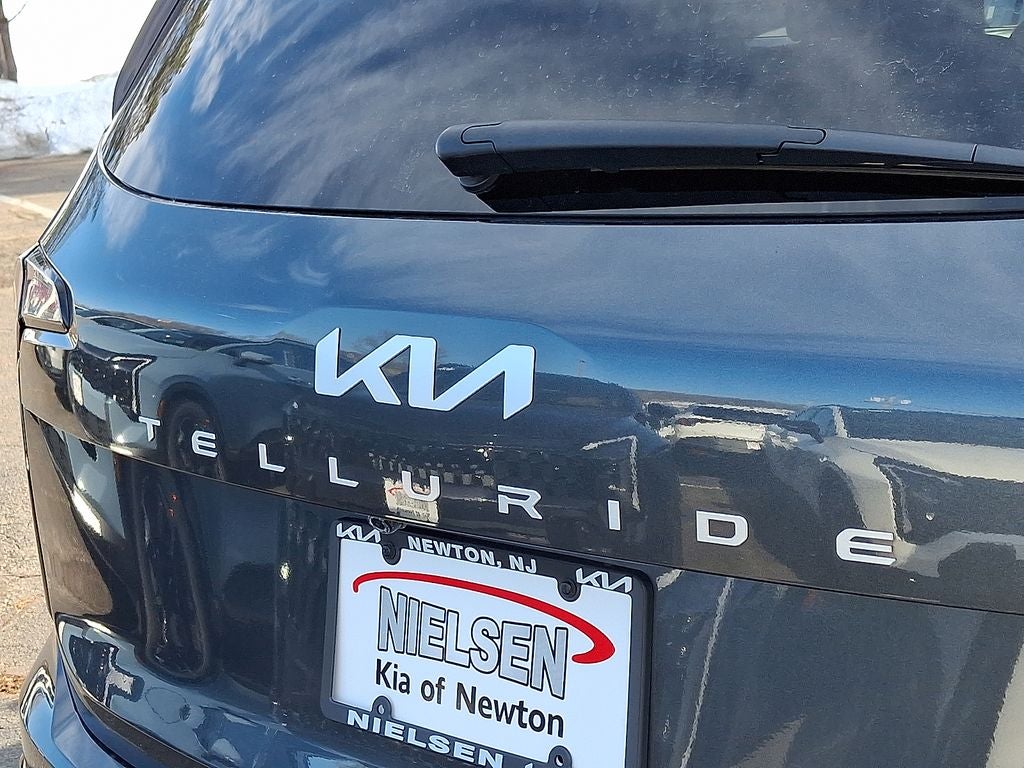 KIA
TELLURIDE
KIA NEWTON, NJ KIA
NIELSEN
Kia of Newton
NIELSEN